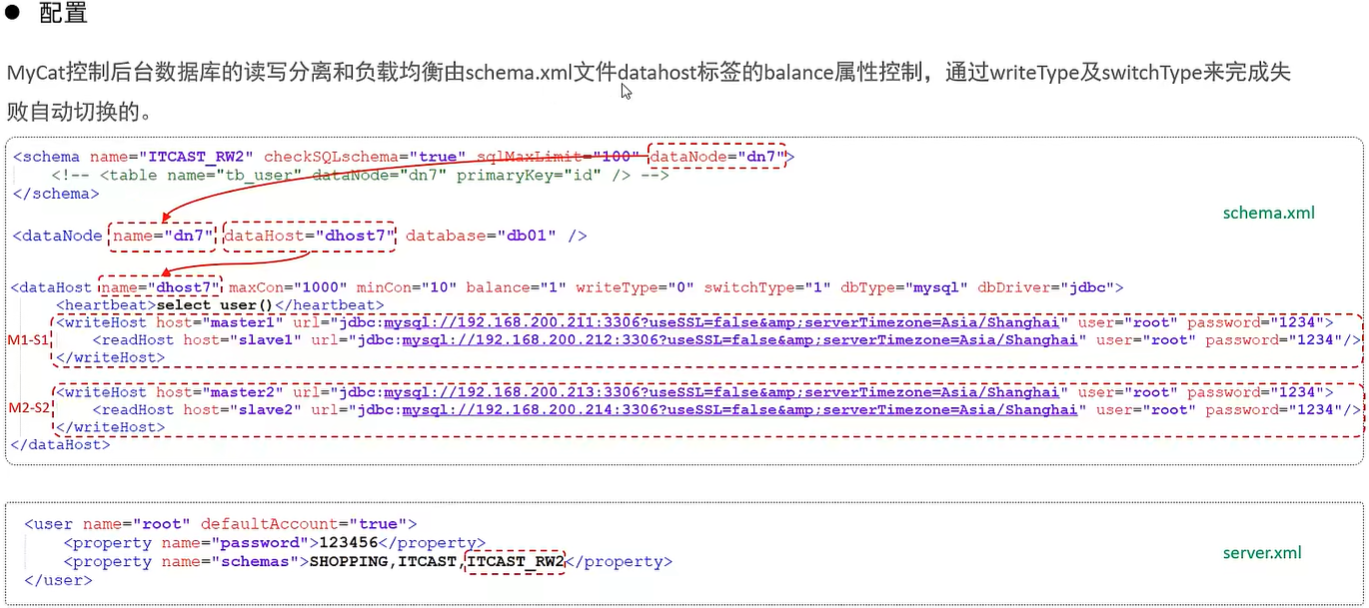 ● 配置
MyCat控制后台数据库的读写分离和负载均衡由schema.xml文件datahost标签的balance属性控制，通过writeType及switchType来完成失
败自动切换的。
<schema name="ITCAST_RW2" checkSQLschema="true" sqlMaxLimit="100" dataNode="dn7">
<!-- <table name="tb_user" dataNode="dn7" primaryKey="id" /> -->
</schema>
schema.xml
<dataNode name="dn7" dataHost="dhost7" database="db01" />
<dataHost name="dhost7" maxCon="1000" minCon="10" balance="1" writeType="0" switchType="1" dbType="mysql" dbDriver="jdbc">
<heartbeat>select user()</heartbeat>
<writeHost host="master1" url="jdbc:mysql://192.168.200.211:3306?useSSL=false&amp;serverTimezone=Asia/Shanghai" user="root" password="1234">
M1-S1 <readHost host="slave1" url="jdbc:mysql://192.168.200.212:3306?useSSL=false&amp;serverTimezone=Asia/Shanghai" user="root" password="1234"/>
</writeHost>
<writeHost host="master2" url="jdbc:mysql://192.168.200.213:3306?useSSL=false&amp;serverTimezone=Asia/Shanghai" user="root" password="1234">
M2-S2 <readHost host="slave2" url="jdbc:mysql://192.168.200.214:3306?useSSL=false&amp;serverTimezone=Asia/Shanghai" user="root" password="1234"/>
</writeHost>
</dataHost>
<user name="root" defaultAccount="true">
<property name="password">123456</property>
<property name="schemas">SHOPPING,ITCAST,ITCAST_RW2</property>
</user>
server.xml